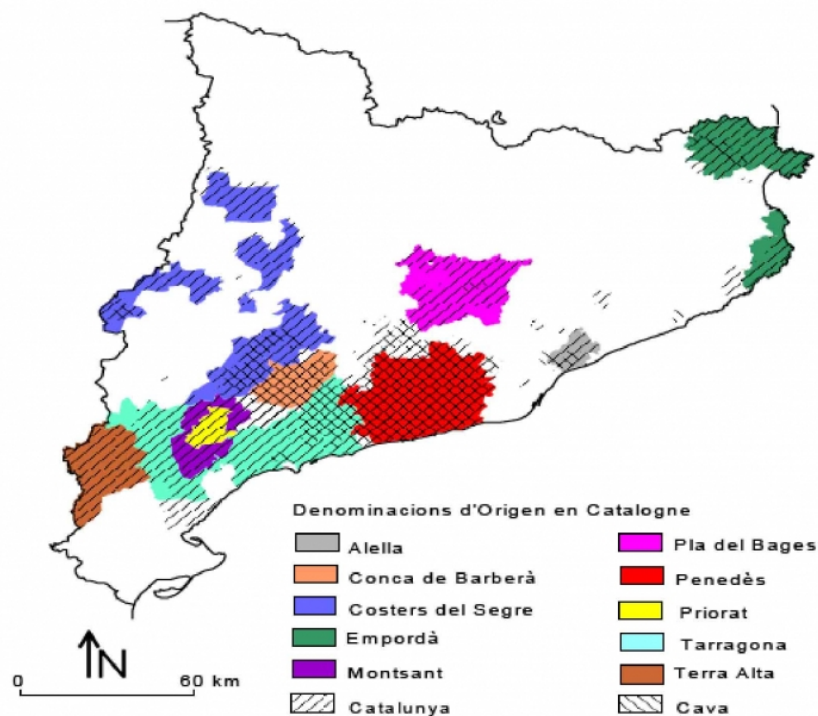 Denominacions d'Origen en Catalogne
Alella
Conca de Barberà
Costers del Segre
Empordà
Montsant
Catalunya
Pla del Bages
Penedès
Priorat
Tarragona
Terra Alta
Cava
N
0 60 km